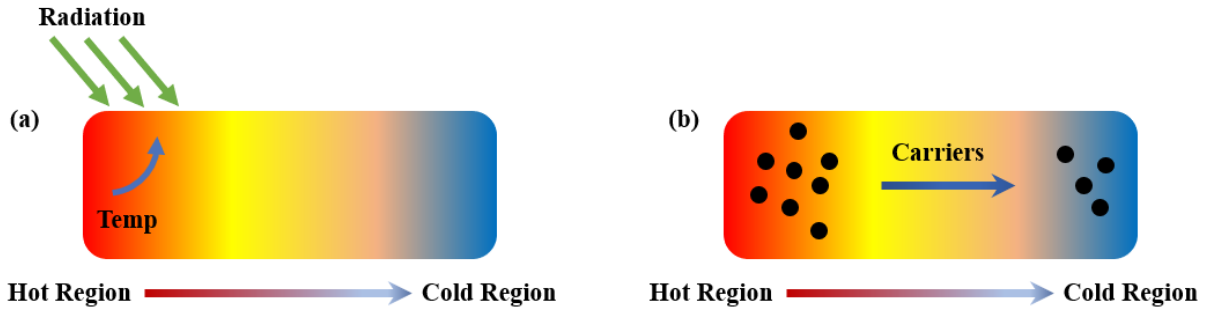 Radiation
(a)
Temp
Hot Region
Cold Region
(b)
Carriers
Hot Region
Cold Region